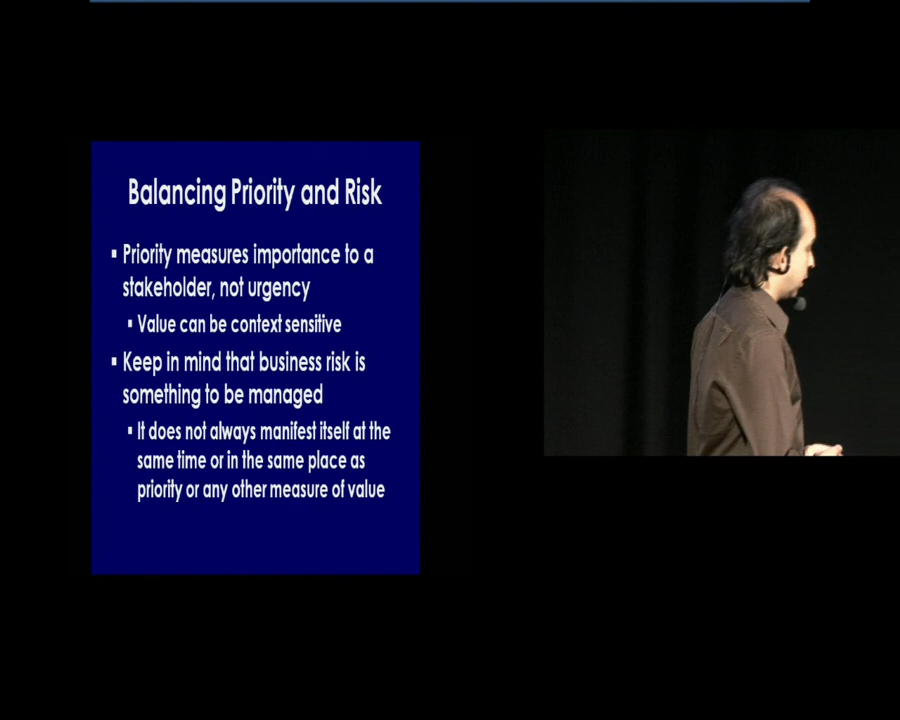 Balancing Priority and Risk
▪ Priority measures importance to a
stakeholder, not urgency
▪ Value can be context sensitive
▪ Keep in mind that business risk is
something to be managed
▪ It does not always manifest itself at the
same time or in the same place as
priority or any other measure of value